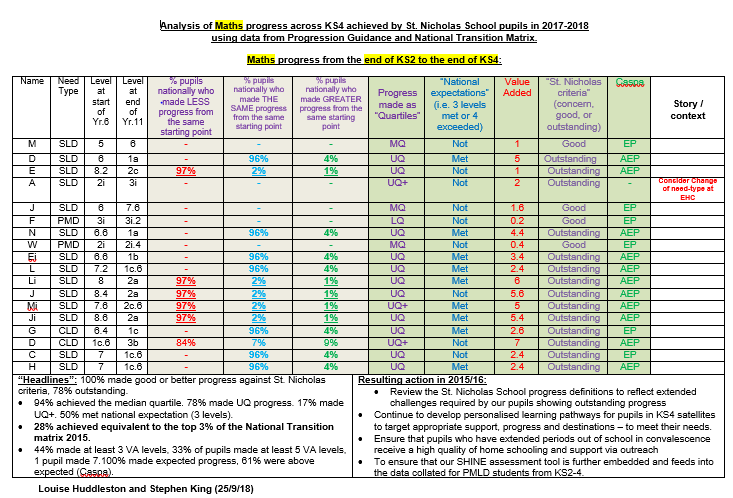 Analysis of Maths progress across KS4 achieved by St. Nicholas School pupils in 2017-2018
using data from Progression Guidance and National Transition Matrix.
Maths progress from the end of KS2 to the end of KS4:
Name Need Type Level at start of Yr.6 Level at end of Yr.11 % pupils nationally who made LESS progress from the same starting point % pupils nationally who made THE SAME progress from the same starting point % pupils nationally who made GREATER progress from the same starting point Progress made as "Quartiles" "National expectations" (i.e. 3 levels met or 4 exceeded) Value Added "St. Nicholas criteria" (concern, good, or outstanding) Caspa Story / context
M SLD 5 6 - - - MQ Not 1 Good EP
D SLD 6 1a - 96% 4% UQ Met 5 Outstanding AEP
E SLD 8.2 2c 97% 2% 1% UQ Not 1 Outstanding AEP
A SLD 2i 3i - - - UQ+ Not 2 Outstanding - Consider Change of need-type at EHC
J SLD 6 7.6 - - - MQ Not 1.6 Good EP
F PMD 3i 3i.2 - - - LQ Not 0.2 Good EP
N SLD 6.6 1a - 96% 4% UQ Met 4.4 Outstanding AEP
W PMD 2i 2i.4 - - - MQ Not 0.4 Good EP
Ei SLD 6.6 1b - 96% 4% UQ Met 3.4 Outstanding AEP
L SLD 7.2 1c.6 - 96% 4% UQ Met 2.4 Outstanding EP
Li SLD 8 2a 97% 2% 1% UQ Met 6 Outstanding AEP
J SLD 8.4 2a 97% 2% 1% UQ Not 5.6 Outstanding AEP
Mi SLD 7.6 2c.6 97% 2% 1% UQ+ Met 5 Outstanding AEP
Ji SLD 8.6 2a 97% 2% 1% UQ Met 5.4 Outstanding AEP
G CLD 6.4 1c - 96% 4% UQ Met 2.6 Outstanding EP
D CLD 1c.6 3b 84% 7% 9% UQ+ Not 7 Outstanding AEP
C SLD 7 1c.6 - 96% 4% UQ Not 2.4 Outstanding EP
H SLD 7 1c.6 - 96% 4% UQ Met 2.4 Outstanding AEP
"Headlines": 100% made good or better progress against St. Nicholas
criteria, 78% outstanding.
• 94% achieved the median quartile. 78% made UQ progress. 17% made
UQ+. 50% met national expectation (3 levels).
• 28% achieved equivalent to the top 3% of the National Transition
matrix 2015.
• 44% made at least 3 VA levels, 33% of pupils made at least 5 VA levels,
1 pupil made 7.100% made expected progress, 61% were above
expected (Caspa).
Resulting action in 2015/16:
• Review the St. Nicholas School progress definitions to reflect extended
challenges required by our pupils showing outstanding progress
• Continue to develop personalised learning pathways for pupils in KS4 satellites
to target appropriate support, progress and destinations – to meet their needs.
• Ensure that pupils who have extended periods out of school in convalescence
receive a high quality of home schooling and support via outreach
• To ensure that our SHINE assessment tool is further embedded and feeds into
the data collated for PMLD students from KS2-4.
Louise Huddleston and Stephen King (25/9/18)